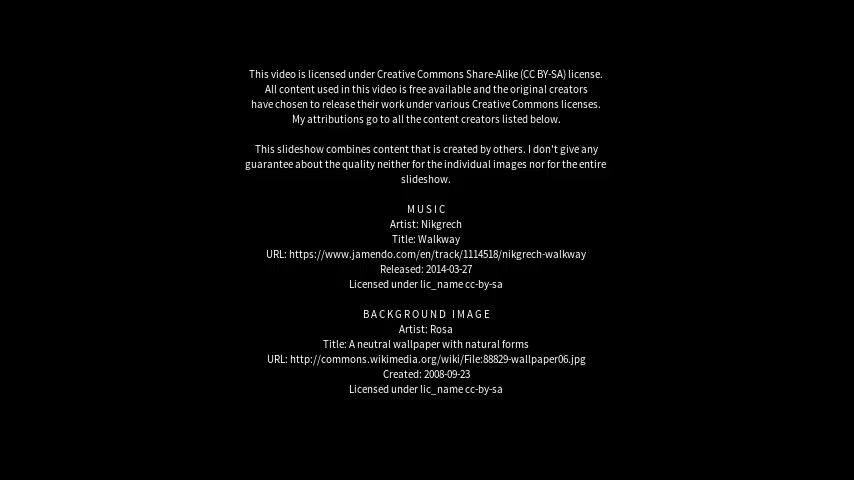 This video is licensed under Creative Commons Share-Alike (CC BY-SA) license.
All content used in this video is free available and the original creators
have chosen to release their work under various Creative Commons licenses.
My attributions go to all the content creators listed below.
This slideshow combines content that is created by others. I don't give any
guarantee about the quality neither for the individual images nor for the entire
slideshow.
MUSIC
Artist: Nikgrech
Title: Walkway
URL: https://www.jamendo.com/en/track/1114518/nikgrech-walkway
Released: 2014-03-27
Licensed under lic_name cc-by-sa
BACKGROUND IMAGE
Artist: Rosa
Title: A neutral wallpaper with natural forms
URL: http://commons.wikimedia.org/wiki/File:88829-wallpaper06.jpg
Created: 2008-09-23
Licensed under lic_name cc-by-sa